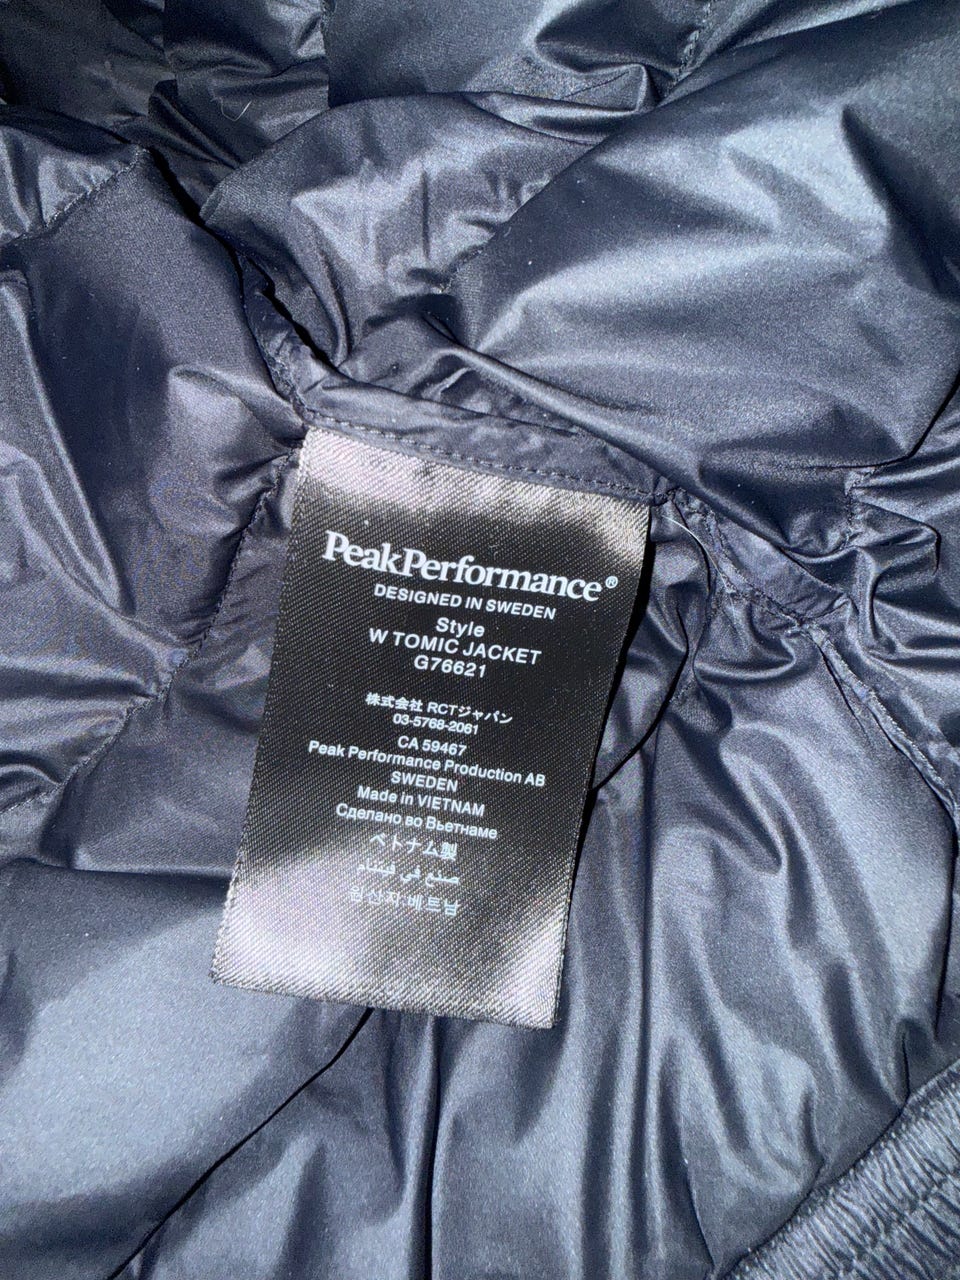 PeakPerformance®
DESIGNED IN SWEDEN
Style
W TOMIC JACKET
G76621
株式会社 RCTジャパン
03-5768-2061
CA 59467
Peak Performance Production AB
SWEDEN
Made in VIETNAM
Сделано во Вьетнаме
ベトナム製
صنع في فيتنام
원산지:베트남